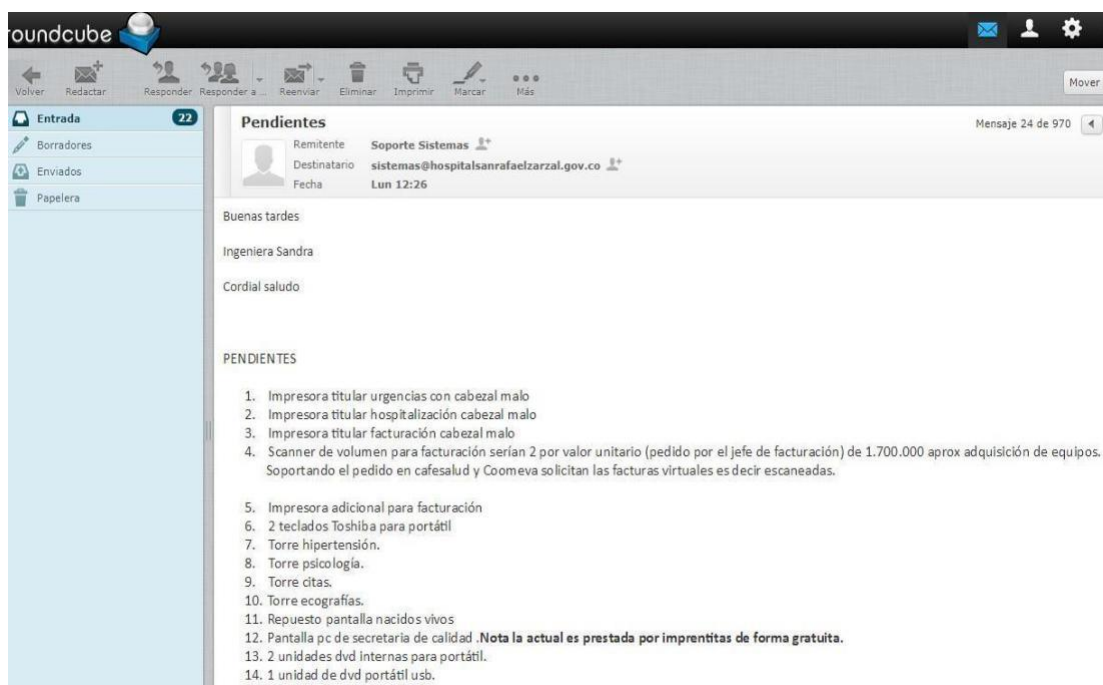 oundcube
Volver Redactar Responder Responder a ... Reenviar Eliminar Imprimir Marcar Más
Mover
Entrada 22
Borradores
Enviados
Papelera
Pendientes
Mensaje 24 de 970
Remitente Soporte Sistemas
Destinatario sistemas@hospitalsanrafaelzarzal.gov.co
Fecha Lun 12:26
Buenas tardes
Ingeniera Sandra
Cordial saludo
PENDIENTES
1. Impresora titular urgencias con cabezal malo
2. Impresora titular hospitalización cabezal malo
3. Impresora titular facturación cabezal malo
4. Scanner de volumen para facturación serían 2 por valor unitario (pedido por el jefe de facturación) de 1.700.000 aprox adquisición de equipos.
Soportando el pedido en cafesalud y Coomeva solicitan las facturas virtuales es decir escaneadas.
5. Impresora adicional para facturación
6. 2 teclados Toshiba para portátil
7. Torre hipertensión.
8. Torre psicología.
9. Torre citas.
10. Torre ecografías.
11. Repuesto pantalla nacidos vivos
12. Pantalla pc de secretaria de calidad .Nota la actual es prestada por imprentitas de forma gratuita.
13. 2 unidades dvd internas para portátil.
14. 1 unidad de dvd portátil usb.